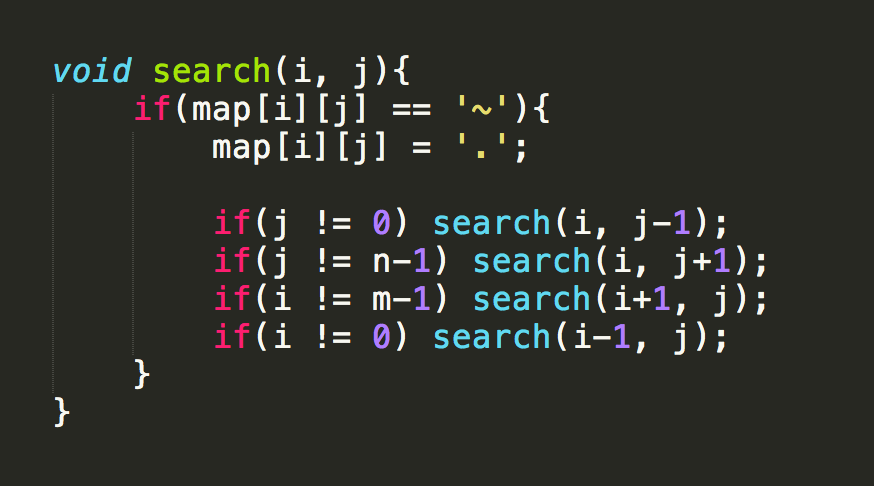 void search(i, j){
    if(map[i][j] == '~'){
        map[i][j] = '.';

        if(j != 0) search(i, j-1);
        if(j != n-1) search(i, j+1);
        if(i != m-1) search(i+1, j);
        if(i != 0) search(i-1, j);
    }
}